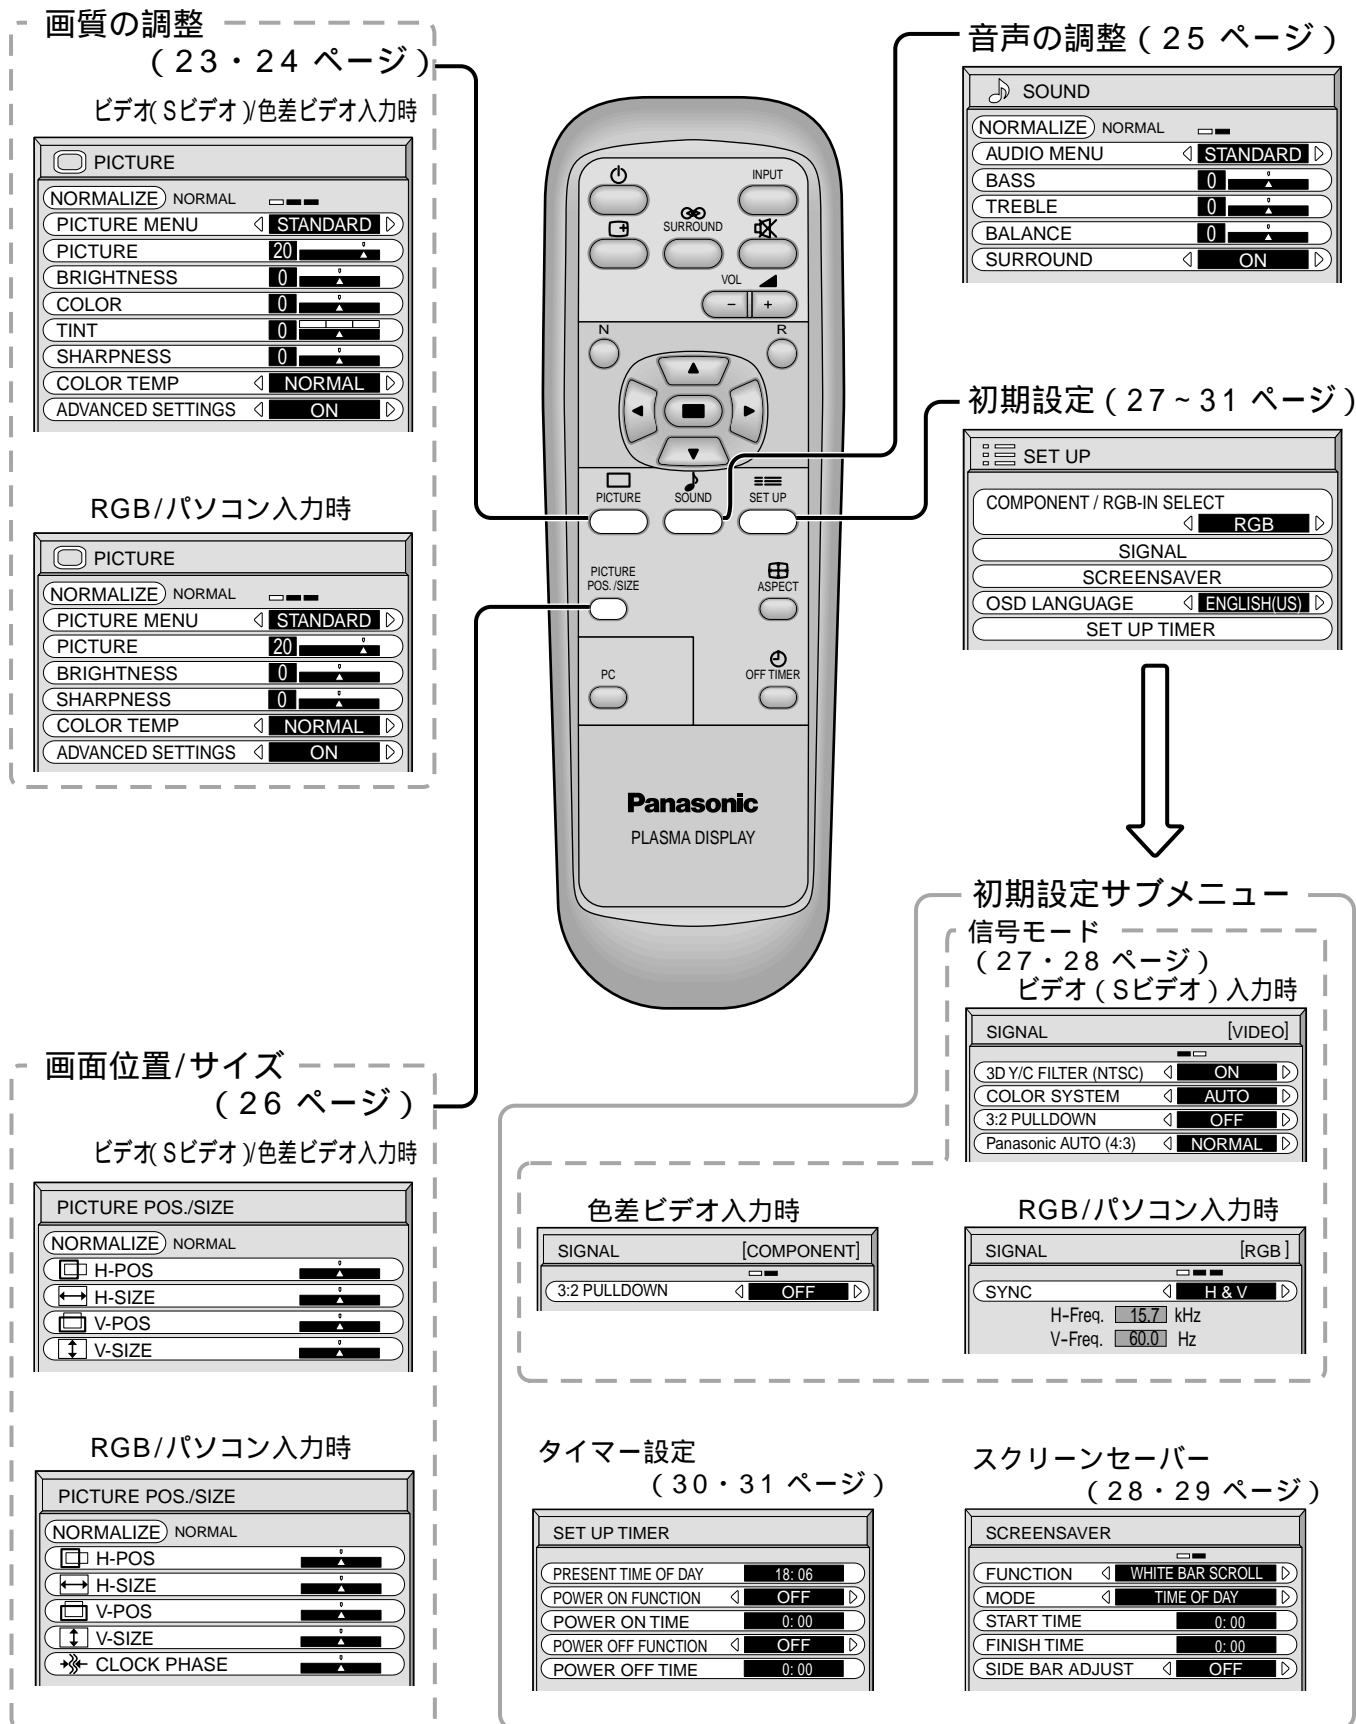 画質の調整
（23・24 ページ）
ビデオ(Sビデオ)/色差ビデオ入力時
PICTURE
NORMALIZE NORMAL
PICTURE MENU STANDARD
PICTURE 20
BRIGHTNESS 0
COLOR 0
TINT 0
SHARPNESS 0
COLOR TEMP NORMAL
ADVANCED SETTINGS ON
RGB/パソコン入力時
PICTURE
NORMALIZE NORMAL
PICTURE MENU STANDARD
PICTURE 20
BRIGHTNESS 0
SHARPNESS 0
COLOR TEMP NORMAL
ADVANCED SETTINGS ON
画面位置/サイズ
（26 ページ）
ビデオ(Sビデオ)/色差ビデオ入力時
PICTURE POS./SIZE
NORMALIZE NORMAL
H-POS
H-SIZE
V-POS
V-SIZE
RGB/パソコン入力時
PICTURE POS./SIZE
NORMALIZE NORMAL
H-POS
H-SIZE
V-POS
V-SIZE
CLOCK PHASE
INPUT
SURROUND
VOL
− +
N R
PICTURE SOUND SET UP
PICTURE
POS./SIZE
ASPECT
PC
OFF TIMER
Panasonic
PLASMA DISPLAY
音声の調整（25 ページ）
SOUND
NORMALIZE NORMAL
AUDIO MENU STANDARD
BASS 0
TREBLE 0
BALANCE 0
SURROUND ON
初期設定（27~31 ページ）
SET UP
COMPONENT / RGB-IN SELECT
RGB
SIGNAL
SCREENSAVER
OSD LANGUAGE ENGLISH(US)
SET UP TIMER
初期設定サブメニュー
信号モード
（27・28 ページ）
ビデオ（Sビデオ）入力時
SIGNAL [VIDEO]
3D Y/C FILTER (NTSC) ON
COLOR SYSTEM AUTO
3:2 PULLDOWN OFF
Panasonic AUTO (4:3) NORMAL
色差ビデオ入力時
SIGNAL [COMPONENT]
3:2 PULLDOWN OFF
RGB/パソコン入力時
SIGNAL [RGB]
SYNC H & V
H-Freq. 15.7 kHz
V-Freq. 60.0 Hz
タイマー設定
（30・31 ページ）
SET UP TIMER
PRESENT TIME OF DAY 18:06
POWER ON FUNCTION OFF
POWER ON TIME 0:00
POWER OFF FUNCTION OFF
POWER OFF TIME 0:00
スクリーンセーバー
（28・29 ページ）
SCREENSAVER
FUNCTION WHITE BAR SCROLL
MODE TIME OF DAY
START TIME 0:00
FINISH TIME 0:00
SIDE BAR ADJUST OFF